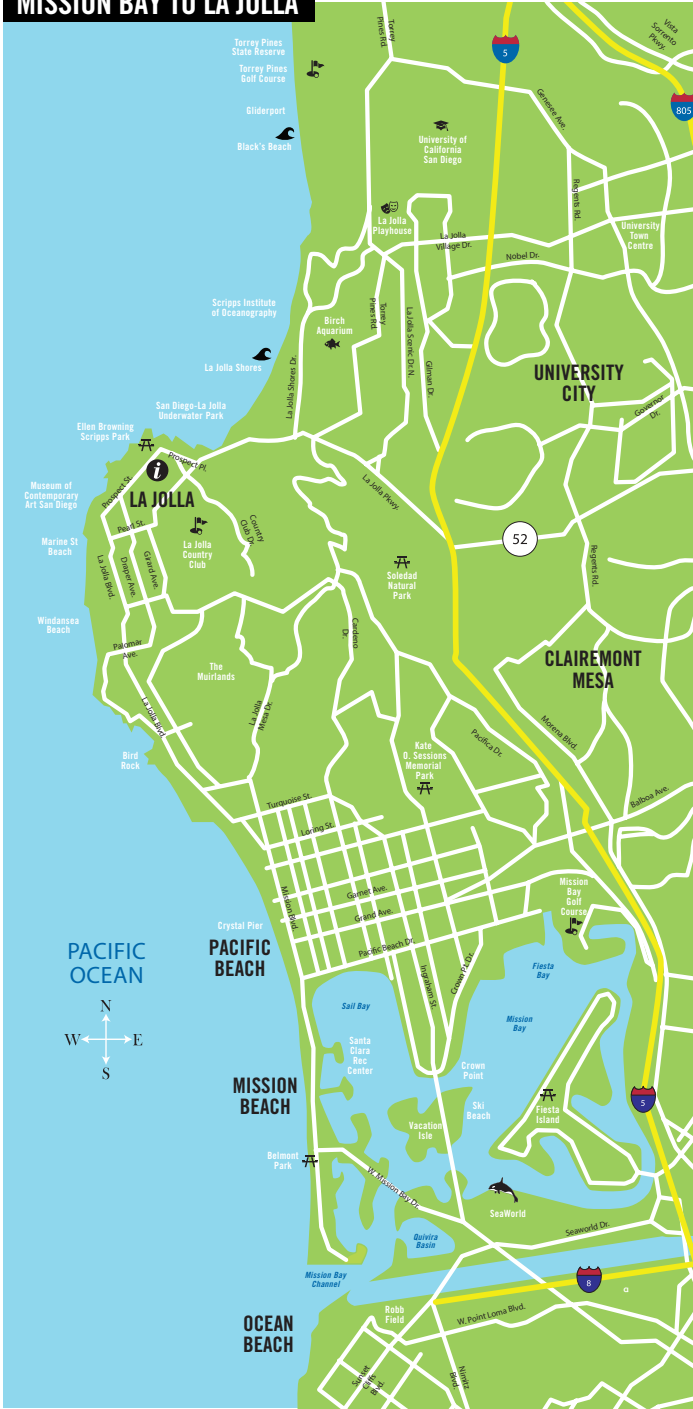 MISSION BAY TO LA JOLLA
Torrey
Pines Rd.
Vista
Sorrento
Pkwy.
Torrey Pines
State Reserve
5
Torrey Pines
Golf Course
Genesee Ave.
805
Gliderport
Black's Beach
University of
California
San Diego
Regents Rd.
La Jolla
Playhouse
La Jolla
Village Dr.
University
Town
Centre
Nobel Dr.
Scripps Institute
of Oceanography
Birch
Aquarium
Torrey
Pines Rd.
La Jolla Scenic Dr. N.
Gilman Dr.
La Jolla Shores
La Jolla Shores Dr.
UNIVERSITY
CITY
San Diego-La Jolla
Underwater Park
Governor
Dr.
Ellen Browning
Scripps Park
Prospect Pl.
i
Prospect St.
LA JOLLA
La Jolla Pkwy.
Museum of
Contemporary
Art San Diego
Pearl St.
Country
Club Dr.
52
Marine St
Beach
La Jolla
Country
Club
La Jolla Blvd.
Draper Ave.
Girard Ave.
Soledad
Natural
Park
Regents Rd.
Windansea
Beach
Palomar
Ave.
Cardeno
Dr.
The
Muirlands
CLAIREMONT
MESA
La Jolla Blvd.
La Jolla
Mesa Dr.
Morena Blvd.
Pacifica Dr.
Bird
Rock
Kate
O. Sessions
Memorial
Park
Turquoise St.
Balboa Ave.
Loring St.
Mission Blvd.
Garnet Ave.
Mission
Bay
Golf
Course
Grand Ave.
Crystal Pier
PACIFIC
OCEAN
PACIFIC
BEACH
Pacific Beach Dr.
Ingraham St.
Crown Pt. Dr.
Fiesta
Bay
N
W
E
S
Sail Bay
Mission
Bay
Santa
Clara
Rec
Center
Crown
Point
MISSION
BEACH
Ski
Beach
Fiesta
Island
5
Vacation
Isle
Belmont
Park
W. Mission Bay Dr.
SeaWorld
Seaworld Dr.
Quivira
Basin
Mission Bay
Channel
8
OCEAN
BEACH
Robb
Field
W. Point Loma Blvd.
Sunset
Cliffs
Blvd.
Nimitz
Blvd.